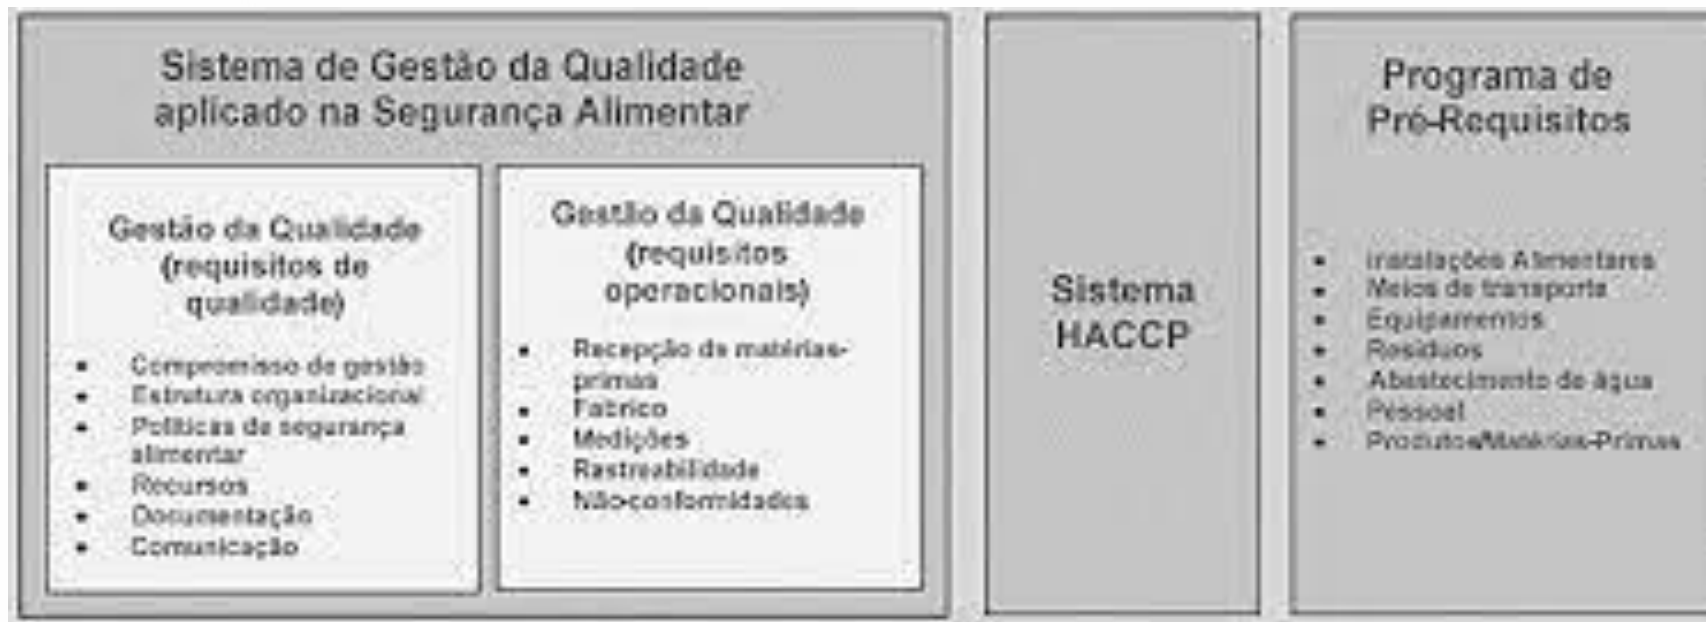 Sistema de Gestão da Qualidade
aplicado na Segurança Alimentar
Gestão da Qualidade
(requisitos de
qualidade)
• Compromisso de gestão
• Estrutura organizacional
• Políticas de segurança
alimentar
• Recursos
• Documentação
• Comunicação
Gestão da Qualidade
(requisitos
operacionais)
• Recepção de matérias-
primas
• Fabrico
• Medições
• Rastreabilidade
• Não-conformidades
Sistema
HACCP
Programa de
Pré-Requisitos
• Instalações Alimentares
• Meios de transporte
• Equipamentos
• Resíduos
• Abastecimento de água
• Pessoal
• Produtos/Matérias-Primas